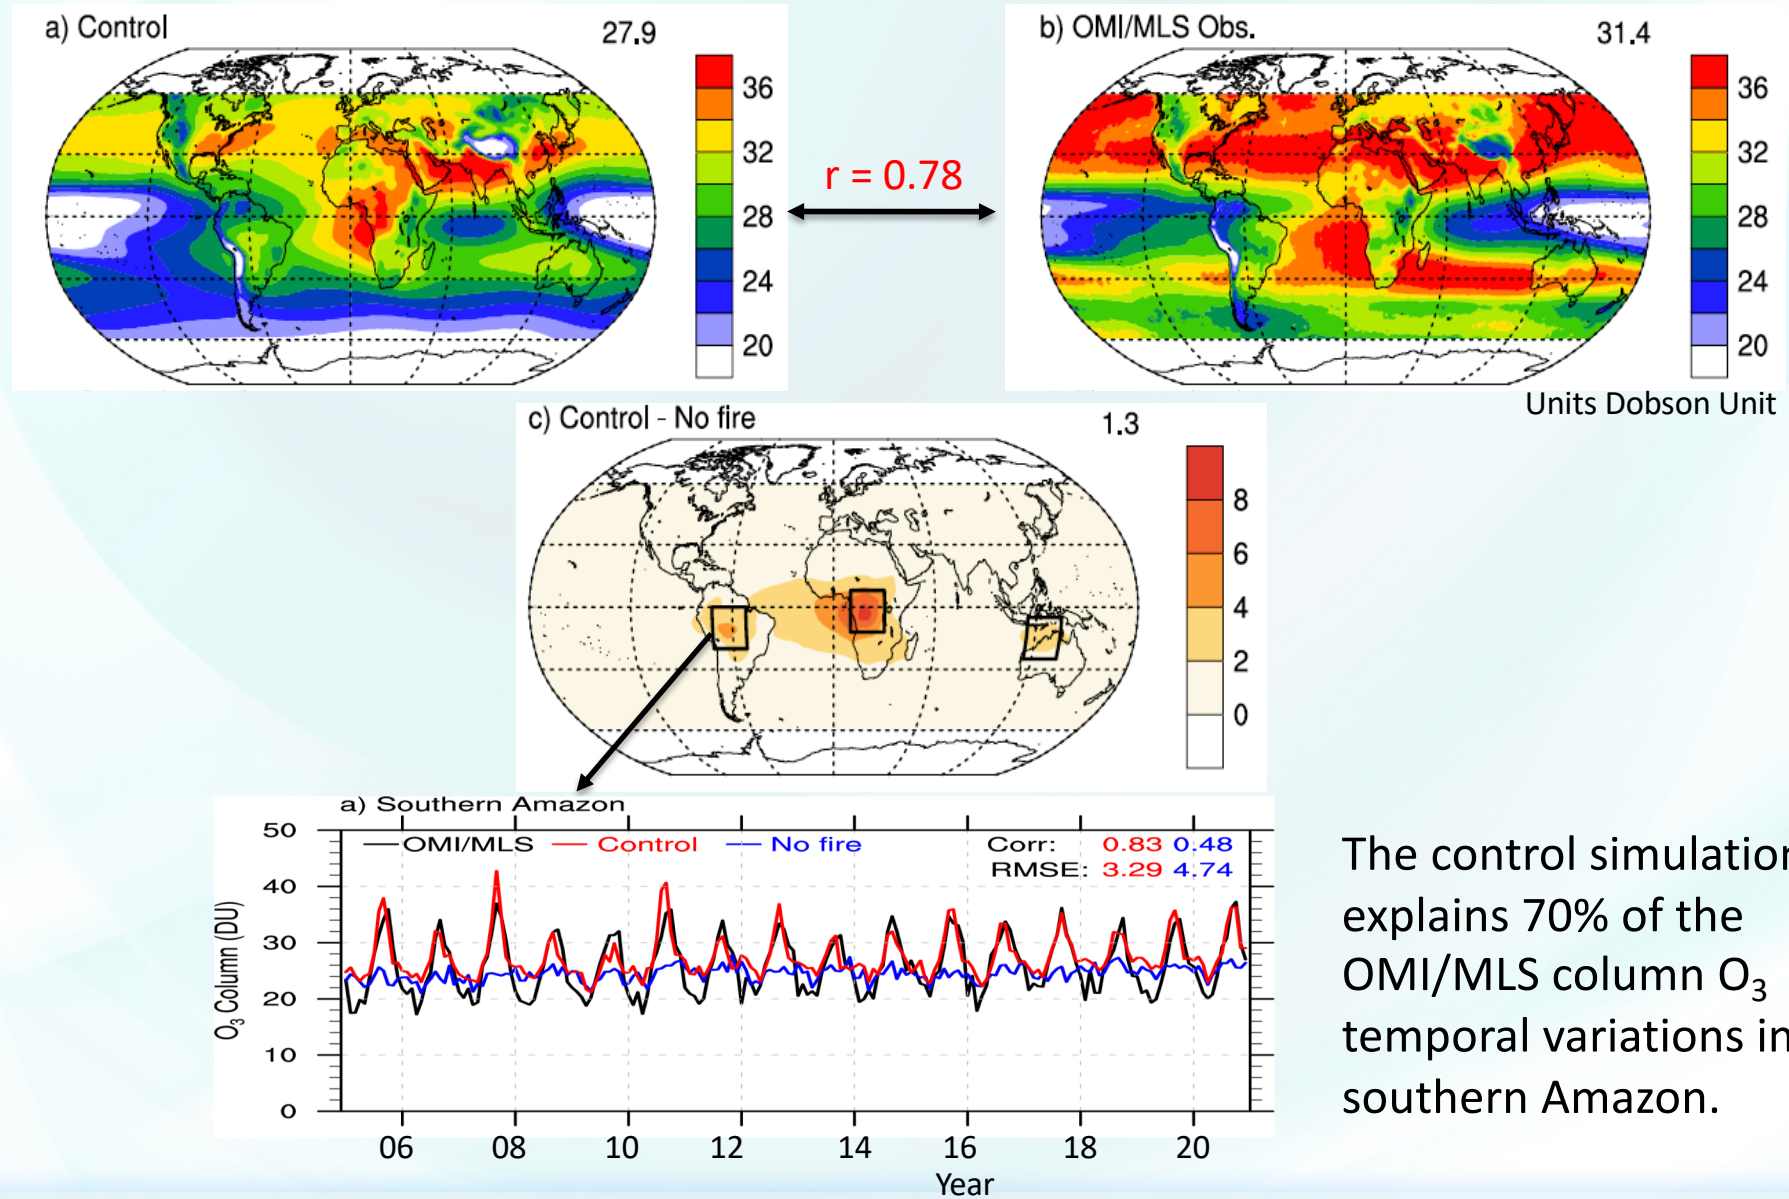 a) Control
27.9
36
32
28
24
20
r = 0.78
b) OMI/MLS Obs.
31.4
36
32
28
24
20
Units Dobson Unit
c) Control - No fire
1.3
8
6
4
2
0
a) Southern Amazon
OMI/MLS Control No fire
Corr: 0.83 0.48
RMSE: 3.29 4.74
O₃ Column (DU)
50
40
30
20
10
0
06 08 10 12 14 16 18 20
Year
The control simulation
explains 70% of the
OMI/MLS column O₃
temporal variations in
southern Amazon.